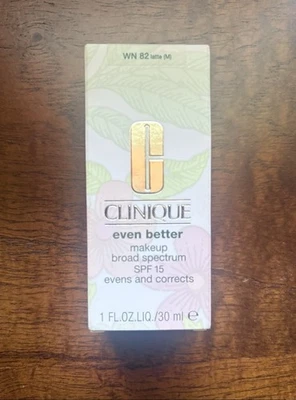 WN 82 latte (M)
C
CLINIQUE
even better
makeup
broad spectrum
SPF 15
evens and corrects
1 FL.OZ.LIQ./30 ml ℮